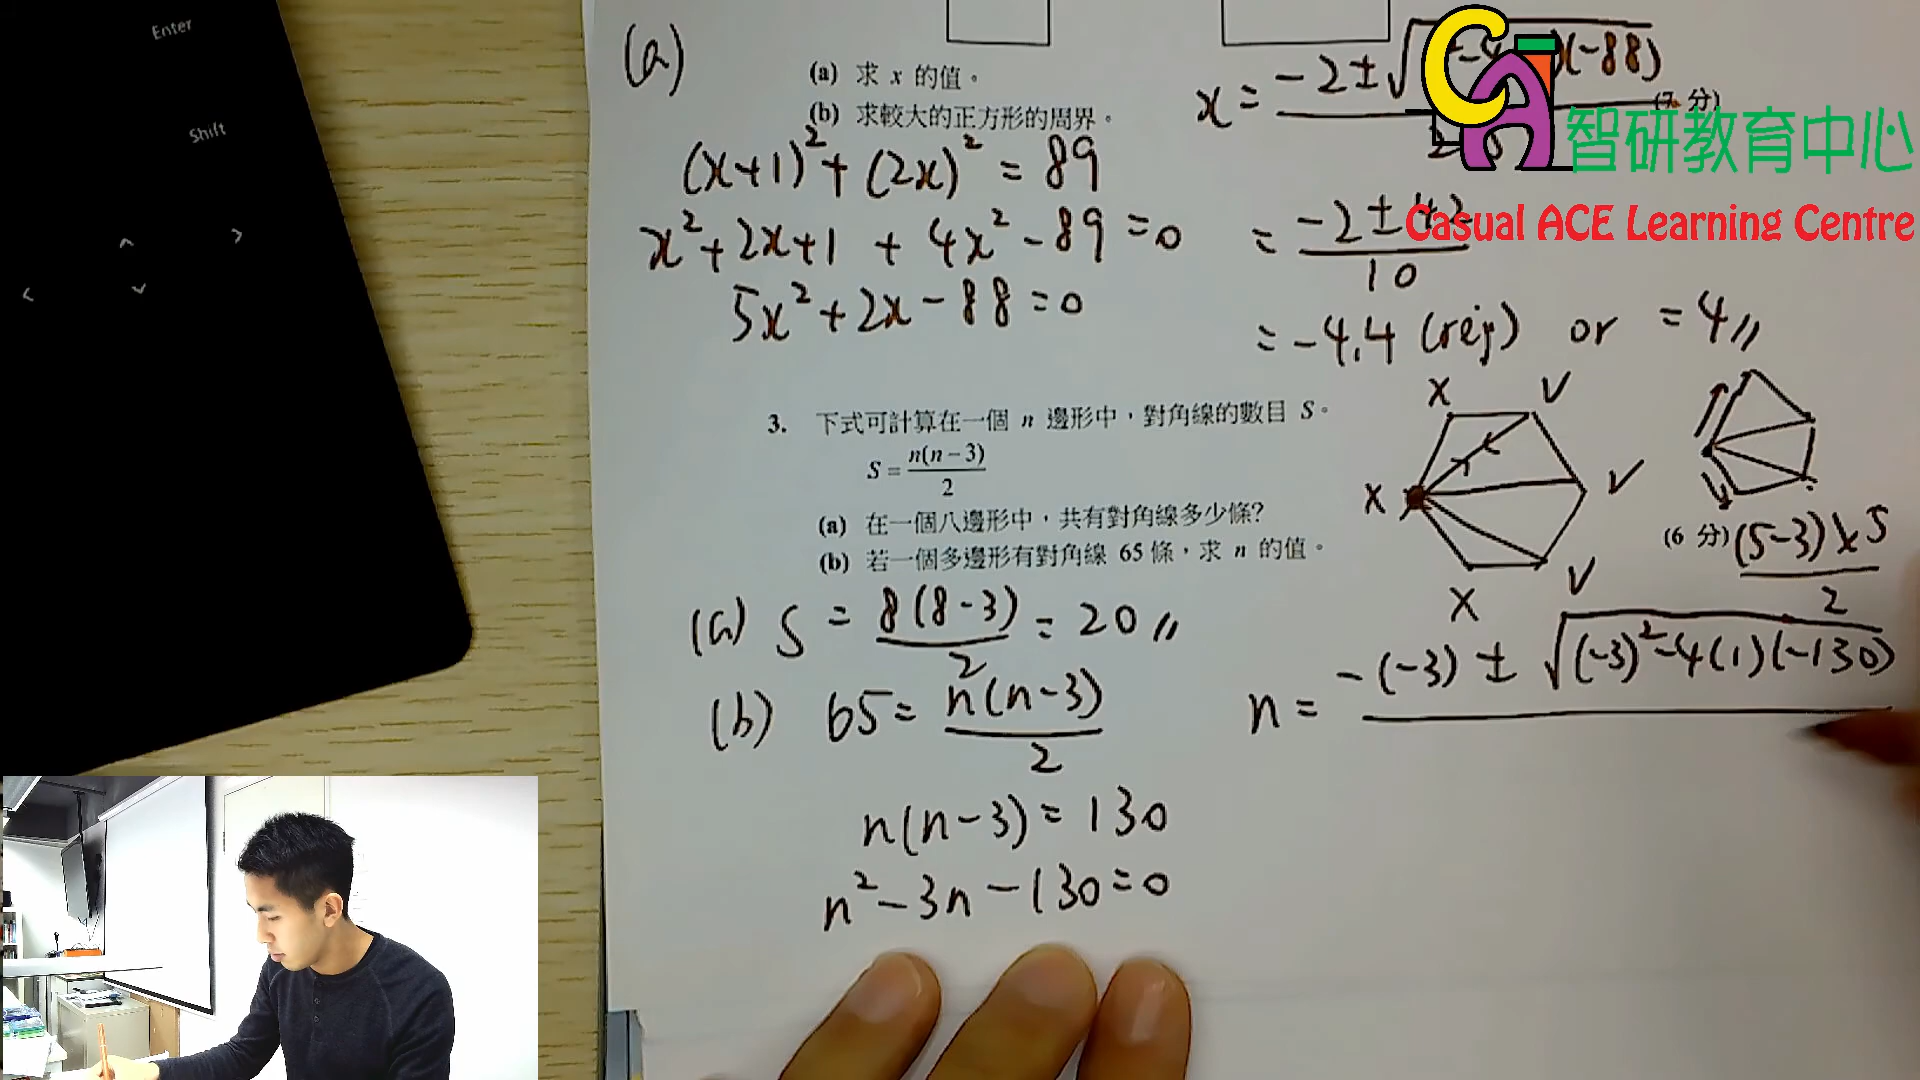 Enter
Shift
(a)
(a) 求 x 的值。
(b) 求較大的正方形的周界。
(7 分)
(x+1)² + (2x)² = 89
x² + 2x + 1 + 4x² - 89 = 0
5x² + 2x - 88 = 0
x = -2 ± √ )(-88)
= -2 ± 42
10
= -4.4 (rej) or = 4 //
智研教育中心
Casual ACE Learning Centre
3. 下式可計算在一個 n 邊形中，對角線的數目 S。
S = n(n-3)
2
(a) 在一個八邊形中，共有對角線多少條?
(b) 若一個多邊形有對角線 65 條，求 n 的值。
(6 分)
X V
X V
X V
(5-3)x5
2
(a) S = 8(8-3) = 20 //
2
(b) 65 = n(n-3)
2
n(n-3) = 130
n² - 3n - 130 = 0
n = -(-3) ± √(-3)²-4(1)(-130)